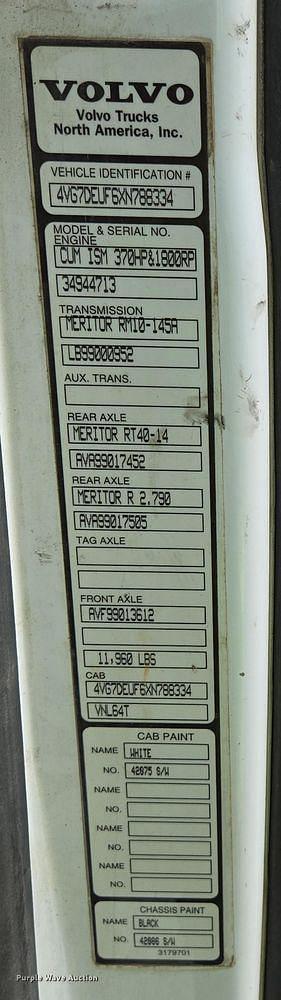 VOLVO
Volvo Trucks
North America, Inc.
VEHICLE IDENTIFICATION #
4VG7DEUF6XN788334
MODEL & SERIAL NO.
ENGINE
CUM ISM 370HP&1800RP
34944713
TRANSMISSION
MERITOR RM10-145A
LB99000952
AUX. TRANS.
REAR AXLE
MERITOR RT40-14
AVA99017452
REAR AXLE
MERITOR R 2.790
AVA99017505
TAG AXLE
FRONT AXLE
AVF99013612
11,960 LBS
CAB
4VG7DEUF6XN788334
VNL64T
CAB PAINT
NAME WHITE
NO. 42075 S/W
NAME
NO.
NAME
NO.
NAME
NO.
CHASSIS PAINT
NAME BLACK
NO. 42006 S/W
3179701
Purple Wave Auction